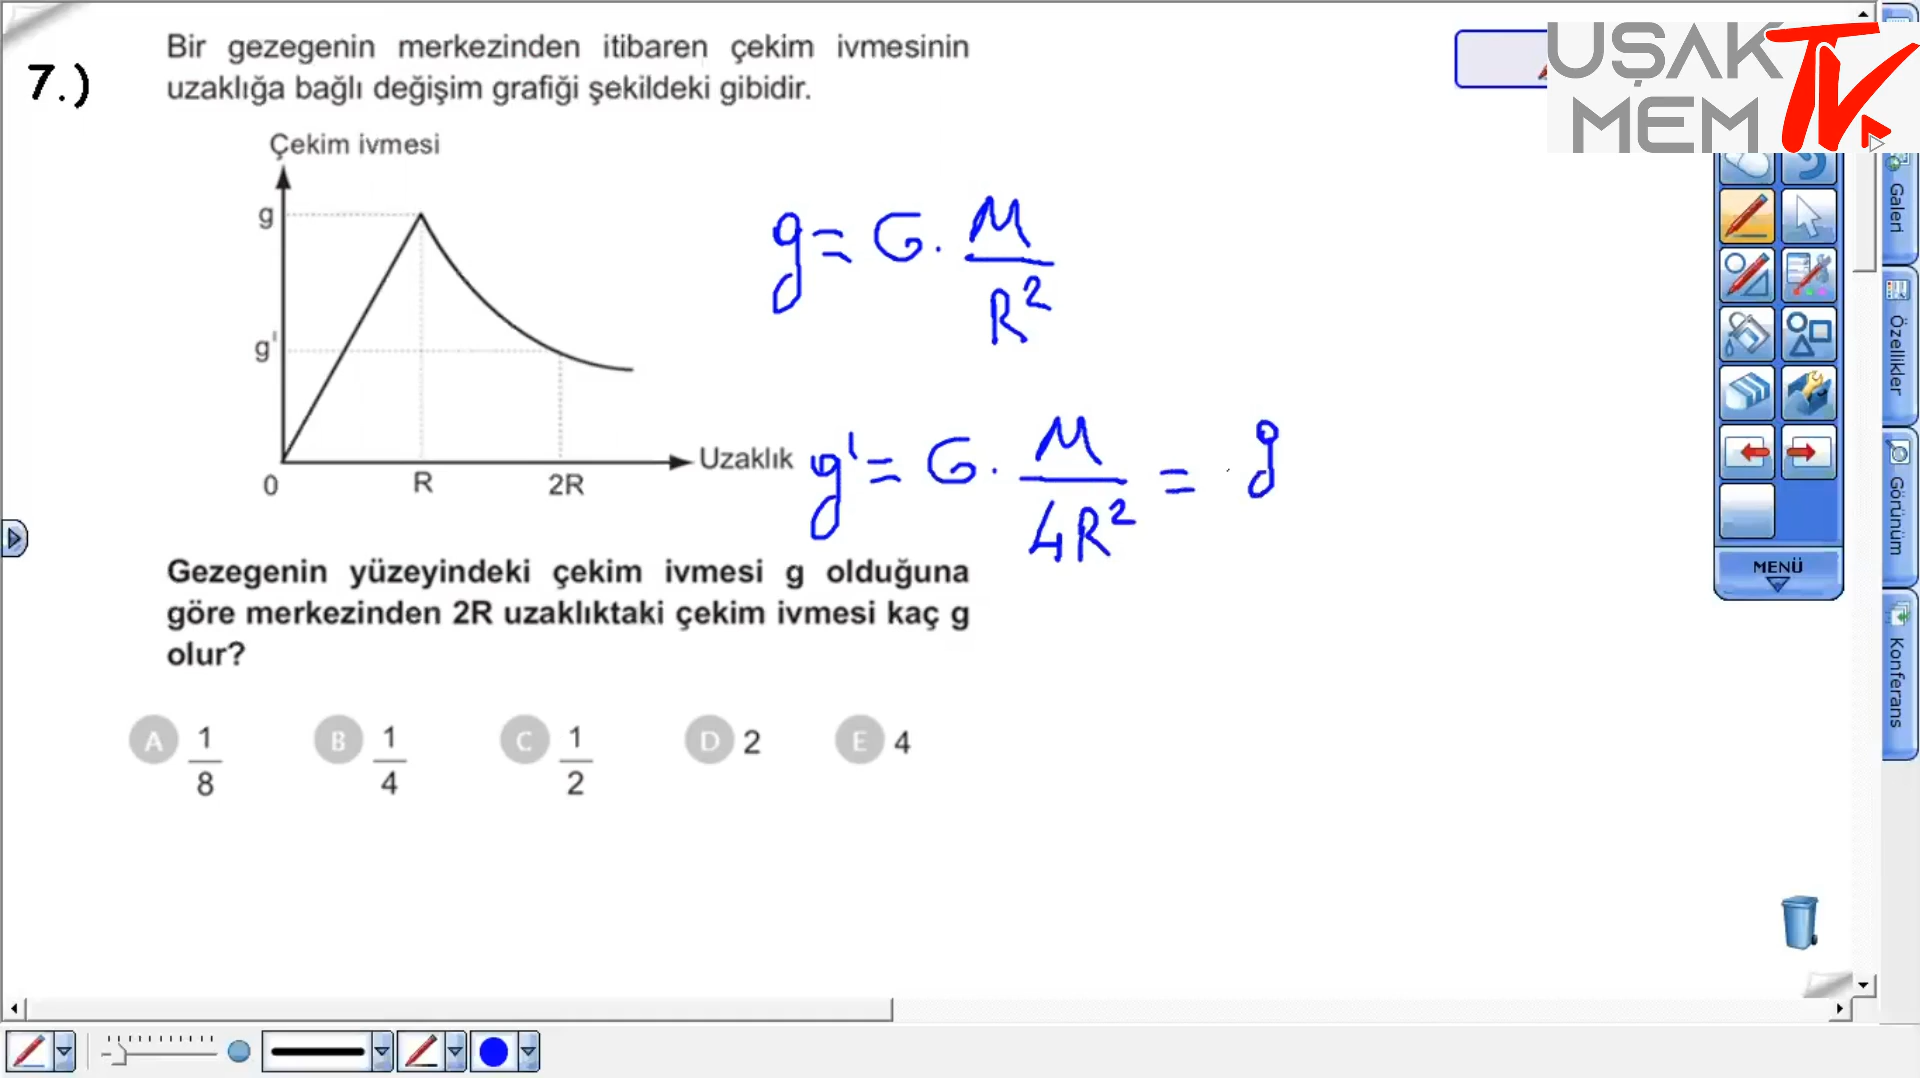 7.)
Bir gezegenin merkezinden itibaren çekim ivmesinin
uzaklığa bağlı değişim grafiği şekildeki gibidir.
Çekim ivmesi
g
g'
0
R
2R
Uzaklık
g = G · M / R²
g' = G · M / 4R² = g
Gezegenin yüzeyindeki çekim ivmesi g olduğuna
göre merkezinden 2R uzaklıktaki çekim ivmesi kaç g
olur?
A 1/8 B 1/4 C 1/2 D 2 E 4
UŞAK
MEM
TV
Galeri
Özellikler
Görünüm
Konferans
MENÜ